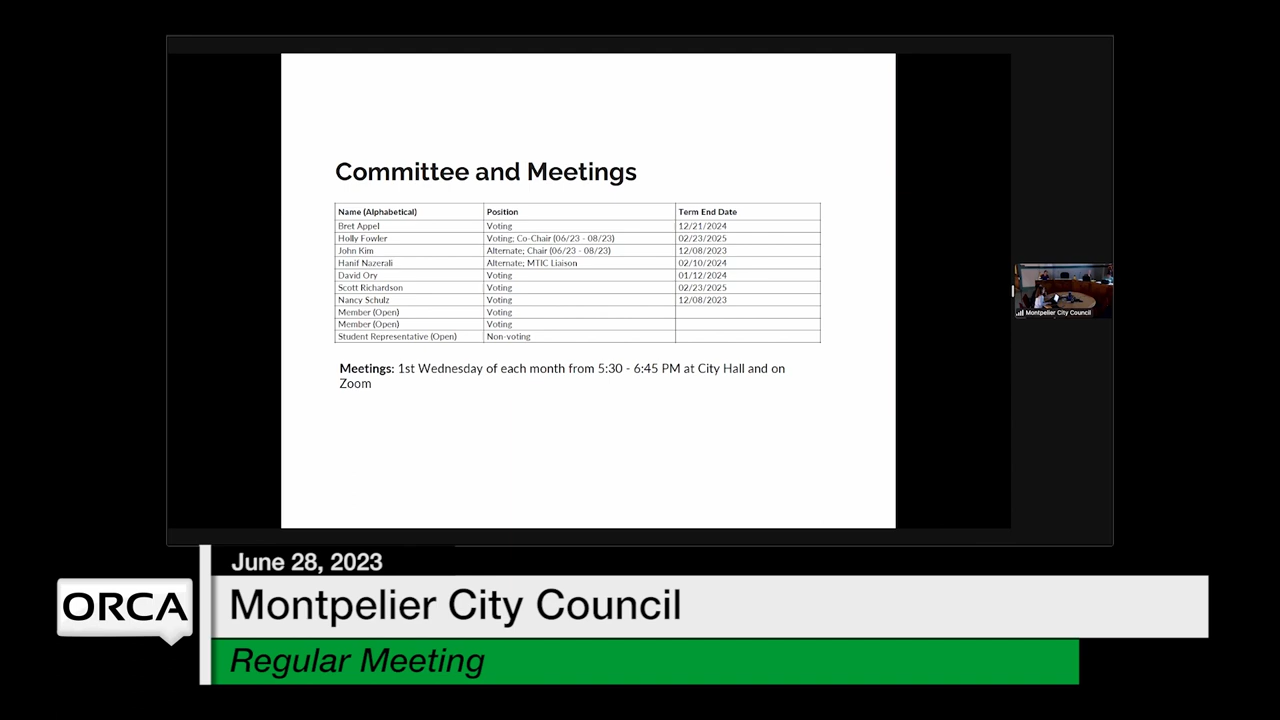 Committee and Meetings
Name (Alphabetical) Position Term End Date
Bret Appel Voting 12/21/2024
Holly Fowler Voting; Co-Chair (06/23 - 08/23) 02/23/2025
John Kim Alternate; Chair (06/23 - 08/23) 12/08/2023
Hanif Nazerali Alternate; MTIC Liaison 02/10/2024
David Ory Voting 01/12/2024
Scott Richardson Voting 02/23/2025
Nancy Schulz Voting 12/08/2023
Member (Open) Voting
Member (Open) Voting
Student Representative (Open) Non-voting
Meetings: 1st Wednesday of each month from 5:30 - 6:45 PM at City Hall and on
Zoom
Montpelier City Council
June 28, 2023
ORCA
Montpelier City Council
Regular Meeting